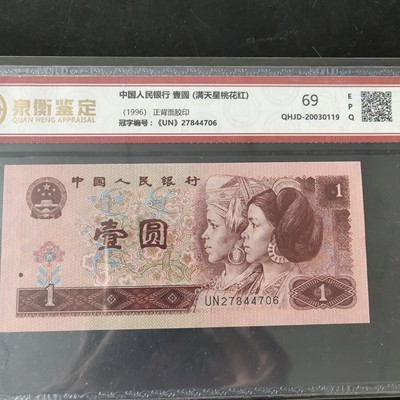 泉衡鉴定
QUAN HENG APPRAISAL
中国人民银行 壹圆 (满天星桃花红)
(1996) 正背面胶印
冠字编号:《UN》27844706
69
QHJD-20030119
E
P
Q
中国人民银行
1
壹圆
UN27844706
1
1